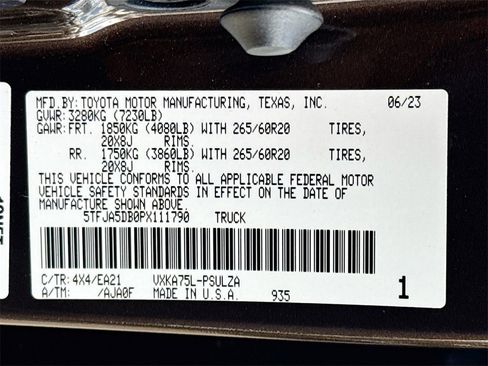 MFD.BY:TOYOTA MOTOR MANUFACTURING, TEXAS, INC. 06/23
GVWR:3280KG (7230LB)
GAWR:FRT. 1850KG (4080LB) WITH 265/60R20 TIRES,
20X8J RIMS.
RR. 1750KG (3860LB) WITH 265/60R20 TIRES,
20X8J RIMS.
THIS VEHICLE CONFORMS TO ALL APPLICABLE FEDERAL MOTOR
VEHICLE SAFETY STANDARDS IN EFFECT ON THE DATE OF
MANUFACTURE SHOWN ABOVE.
5TFJA5DB0PX111790 TRUCK
C/TR:4X4/EA21 VXKA75L-PSULZA
A/TM: /AJA0F MADE IN U.S.A. 935 1